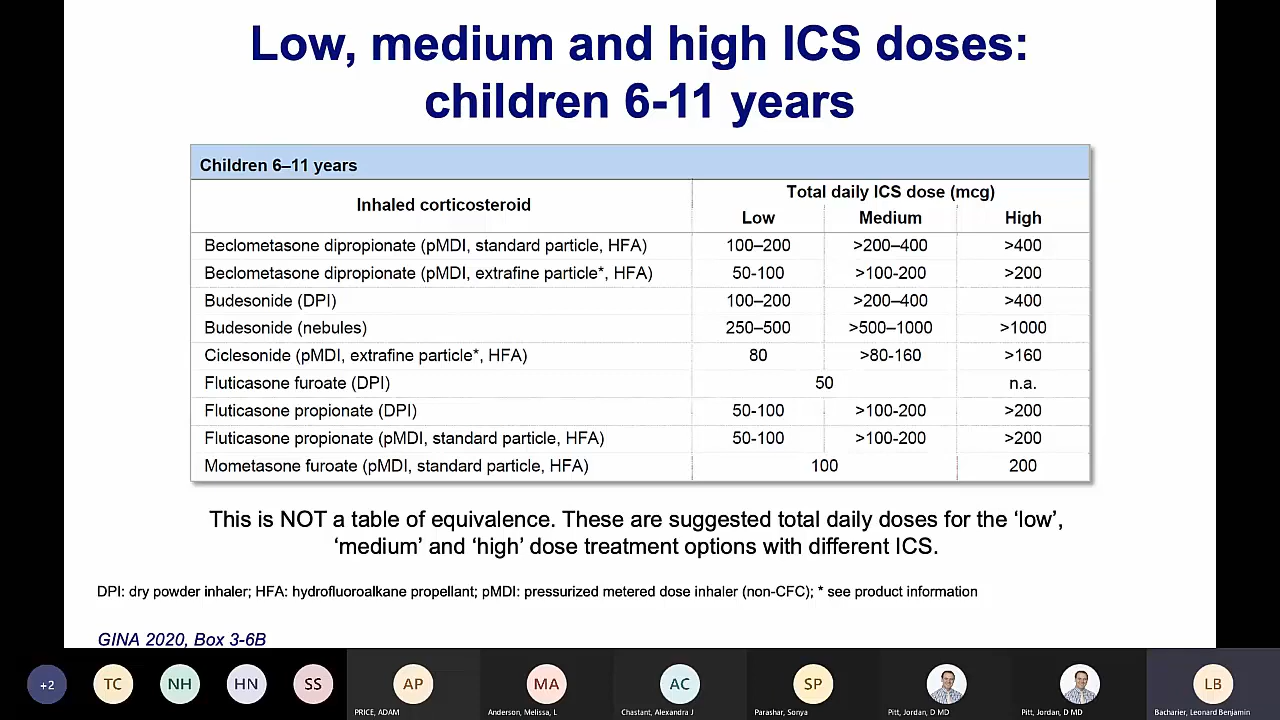 Low, medium and high ICS doses:
children 6-11 years
Children 6–11 years
Inhaled corticosteroid
Total daily ICS dose (mcg)
Low Medium High
Beclometasone dipropionate (pMDI, standard particle, HFA) 100–200 >200–400 >400
Beclometasone dipropionate (pMDI, extrafine particle*, HFA) 50-100 >100-200 >200
Budesonide (DPI) 100–200 >200–400 >400
Budesonide (nebules) 250–500 >500–1000 >1000
Ciclesonide (pMDI, extrafine particle*, HFA) 80 >80-160 >160
Fluticasone furoate (DPI) 50 n.a.
Fluticasone propionate (DPI) 50-100 >100-200 >200
Fluticasone propionate (pMDI, standard particle, HFA) 50-100 >100-200 >200
Mometasone furoate (pMDI, standard particle, HFA) 100 200
This is NOT a table of equivalence. These are suggested total daily doses for the ‘low’,
‘medium’ and ‘high’ dose treatment options with different ICS.
DPI: dry powder inhaler; HFA: hydrofluoroalkane propellant; pMDI: pressurized metered dose inhaler (non-CFC); * see product information
GINA 2020, Box 3-6B
+2 TC NH HN SS AP MA AC SP LB
PRICE, ADAM Anderson, Melissa, L Chastant, Alexandra J Parashar, Sonya Pitt, Jordan, D MD Pitt, Jordan, D MD Bacharier, Leonard Benjamin